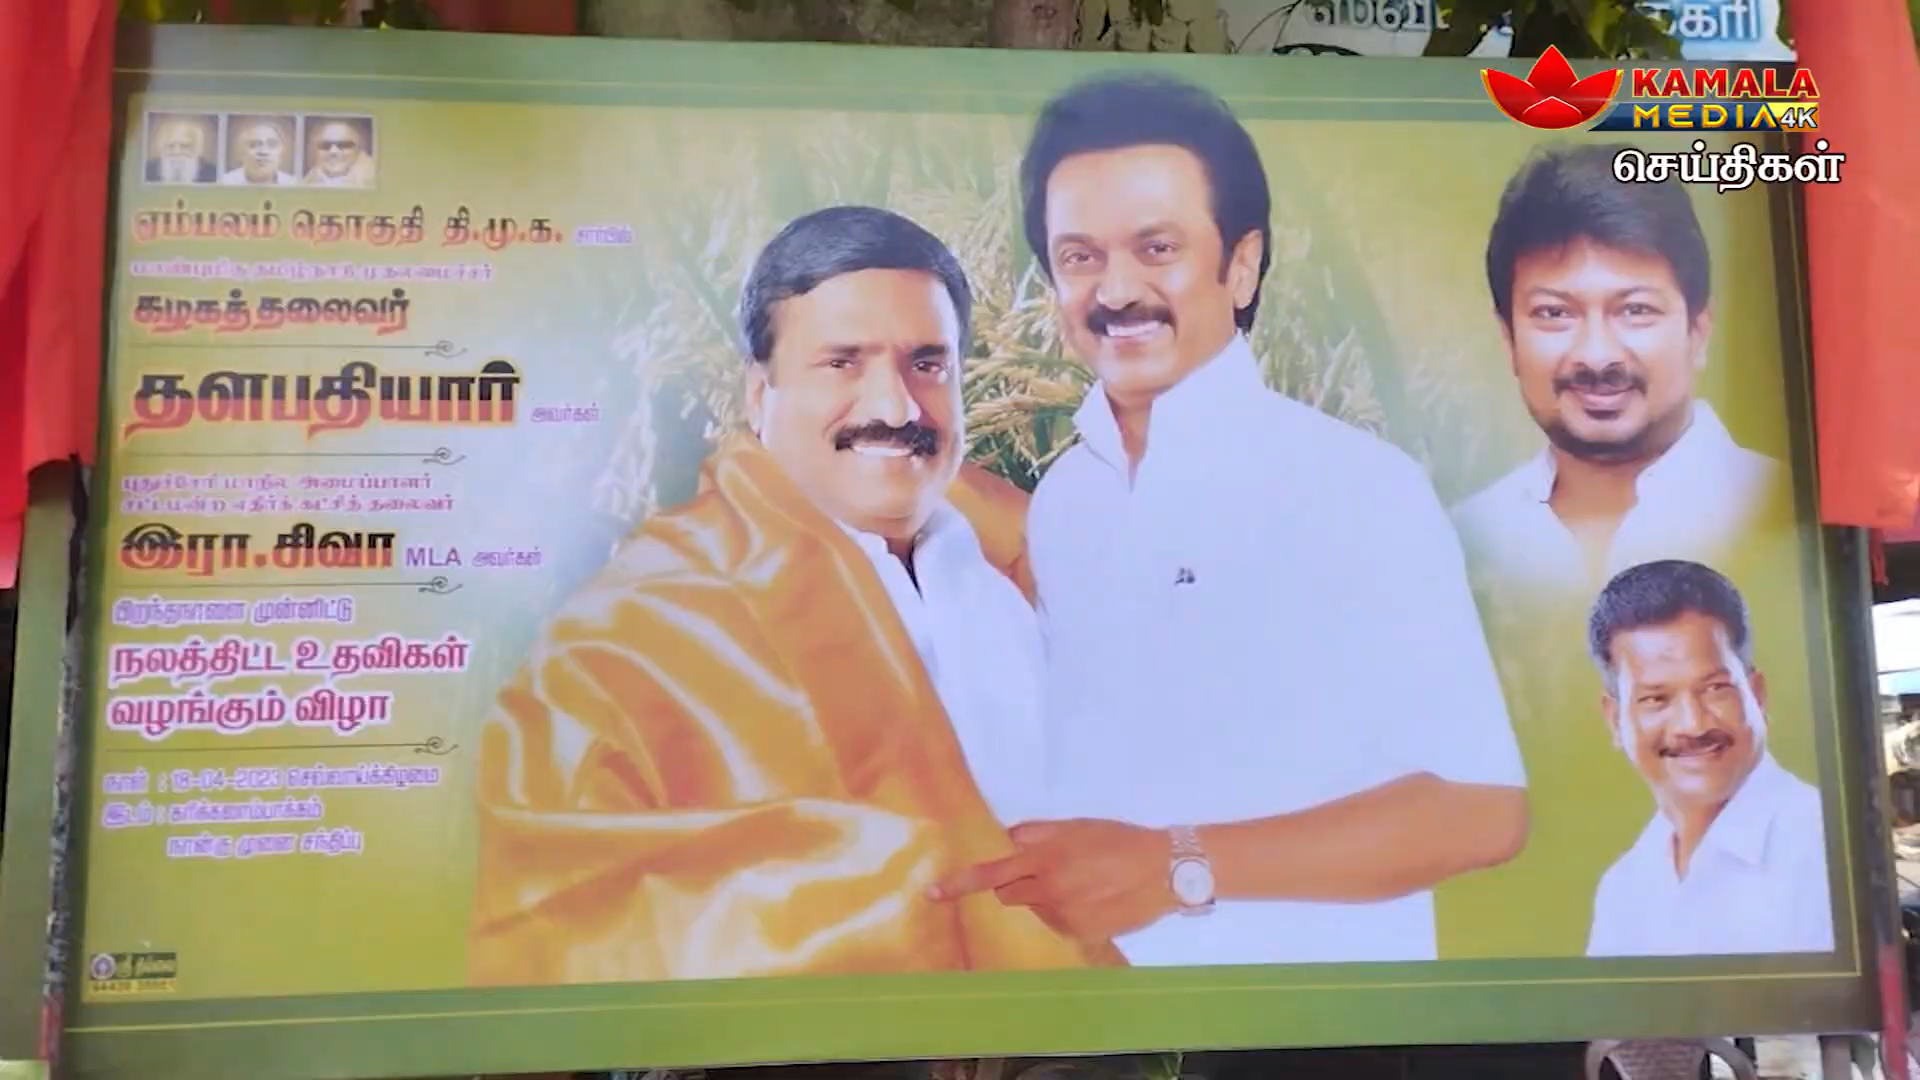 KAMALA
MEDIA 4K
செய்திகள்
ஏம்பலம் தொகுதி தி.மு.க. சார்பில்
மாண்புமிகு தமிழ்நாடு முதலமைச்சர்
கழகத்தலைவர்
தளபதியார் அவர்கள்
புதுச்சேரி மாநில அமைப்பாளர்
சட்டமன்ற எதிர்க் கட்சித் தலைவர்
இரா.சிவா MLA அவர்கள்
பிறந்தநாளை முன்னிட்டு
நலத்திட்ட உதவிகள்
வழங்கும் விழா
நாள் : 18-04-2023 செவ்வாய்க்கிழமை
இடம் : கரிக்கலாம்பாக்கம்
நான்கு முனை சந்திப்பு